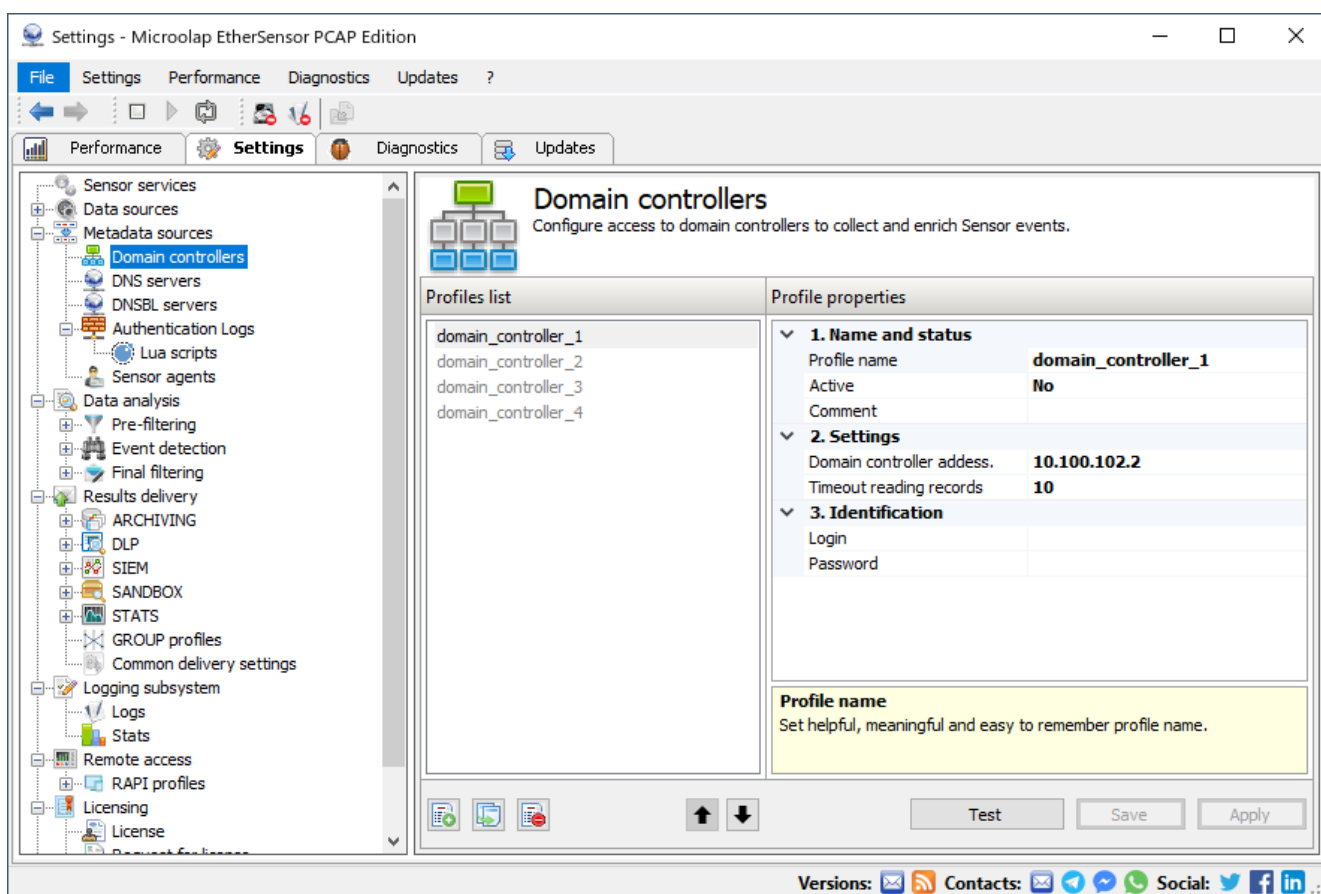 Settings - Microolap EtherSensor PCAP Edition
File Settings Performance Diagnostics Updates ?
Performance Settings Diagnostics Updates
Sensor services
Data sources
Metadata sources
Domain controllers
DNS servers
DNSBL servers
Authentication Logs
Lua scripts
Sensor agents
Data analysis
Pre-filtering
Event detection
Final filtering
Results delivery
ARCHIVING
DLP
SIEM
SANDBOX
STATS
GROUP profiles
Common delivery settings
Logging subsystem
Logs
Stats
Remote access
RAPI profiles
Licensing
License
Request for license
Domain controllers
Configure access to domain controllers to collect and enrich Sensor events.
Profiles list
domain_controller_1
domain_controller_2
domain_controller_3
domain_controller_4
Profile properties
1. Name and status
Profile name domain_controller_1
Active No
Comment
2. Settings
Domain controller addess. 10.100.102.2
Timeout reading records 10
3. Identification
Login
Password
Profile name
Set helpful, meaningful and easy to remember profile name.
Test Save Apply
Versions: Contacts: Social: